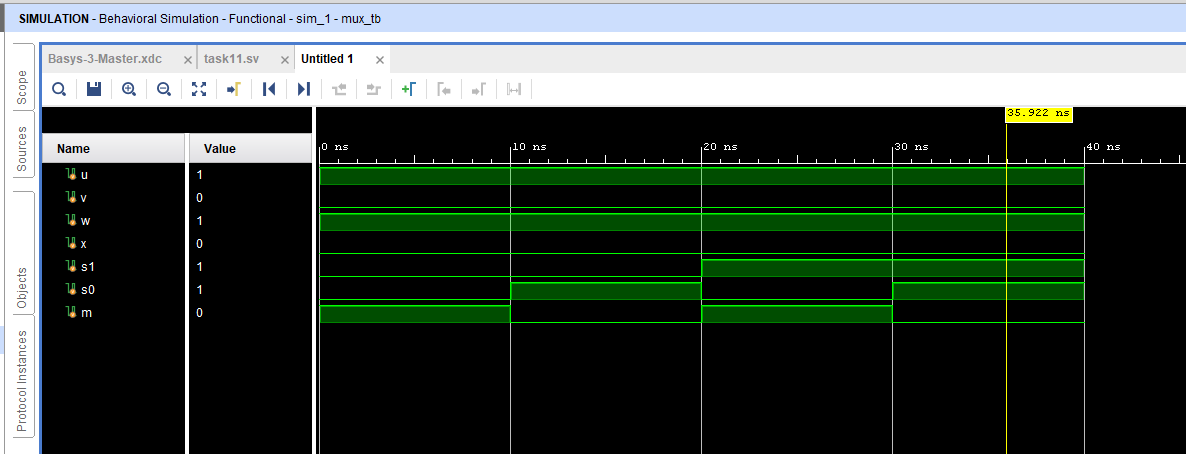 SIMULATION - Behavioral Simulation - Functional - sim_1 - mux_tb
Scope
Sources
Objects
Protocol Instances
Basys-3-Master.xdc × task11.sv × Untitled 1 ×
35.922 ns
Name Value
0 ns 10 ns 20 ns 30 ns 40 ns
u 1
v 0
w 1
x 0
s1 1
s0 1
m 0